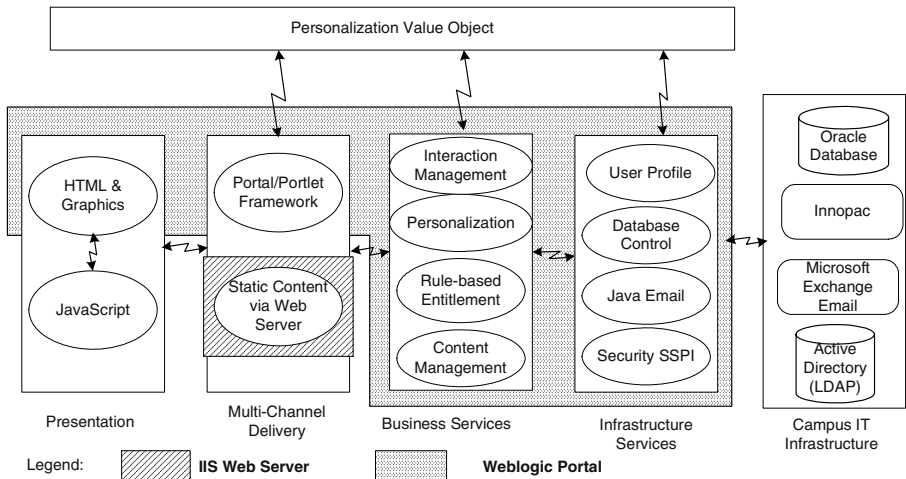 Personalization Value Object
HTML &
Graphics
JavaScript
Presentation
Portal/Portlet
Framework
Static Content
via Web
Server
Multi-Channel
Delivery
Interaction
Management
Personalization
Rule-based
Entitlement
Content
Management
Business Services
User Profile
Database
Control
Java Email
Security SSPI
Infrastructure
Services
Oracle
Database
Innopac
Microsoft
Exchange
Email
Active
Directory
(LDAP)
Campus IT
Infrastructure
Legend:
IIS Web Server
Weblogic Portal